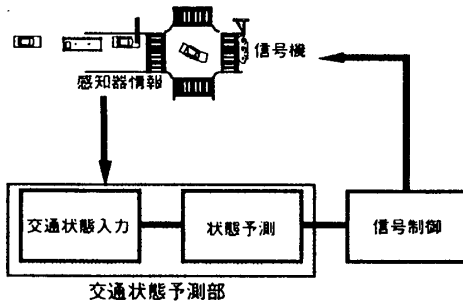 信号機
感知器情報
交通状態入力
状態予測
信号制御
交通状態予測部